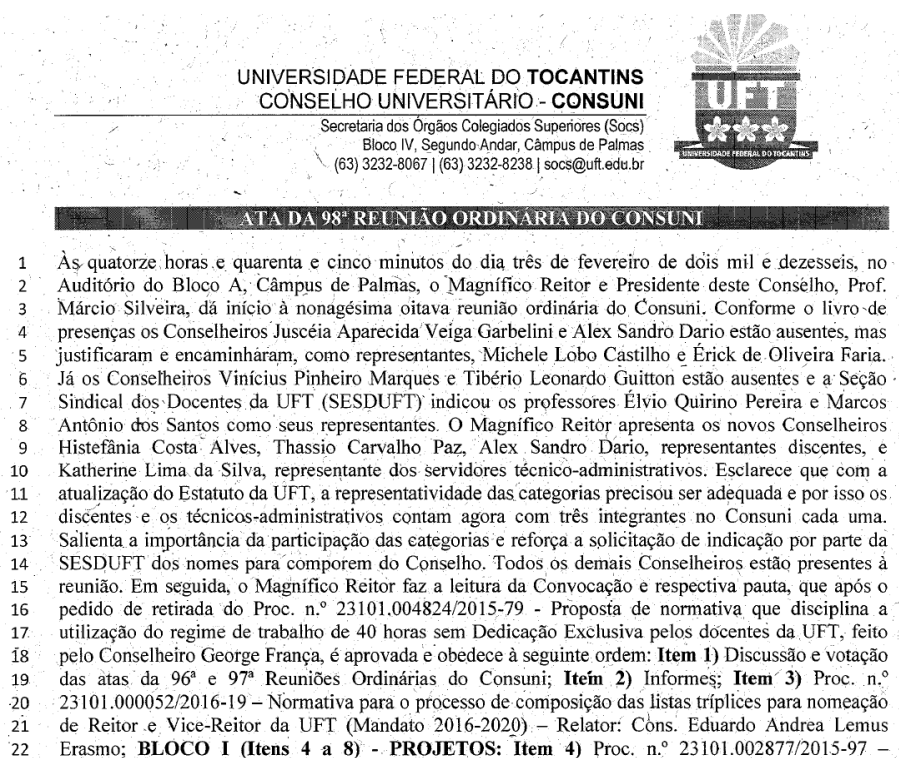 UNIVERSIDADE FEDERAL DO TOCANTINS
CONSELHO UNIVERSITÁRIO - CONSUNI
Secretaria dos Órgãos Colegiados Superiores (Socs)
Bloco IV, Segundo Andar, Câmpus de Palmas
(63) 3232-8067 | (63) 3232-8238 | socs@uft.edu.br
UFT
UNIVERSIDADE FEDERAL DO TOCANTINS
ATA DA 98ª REUNIÃO ORDINÁRIA DO CONSUNI
1 Às quatorze horas e quarenta e cinco minutos do dia três de fevereiro de dois mil e dezesseis, no
2 Auditório do Bloco A, Câmpus de Palmas, o Magnífico Reitor e Presidente deste Conselho, Prof.
3 Márcio Silveira, dá início à nonagésima oitava reunião ordinária do Consuni. Conforme o livro de
4 presenças os Conselheiros Juscéia Aparecida Veiga Garbelini e Alex Sandro Dario estão ausentes, mas
5 justificaram e encaminharam, como representantes, Michele Lobo Castilho e Érick de Oliveira Faria.
6 Já os Conselheiros Vinícius Pinheiro Marques e Tibério Leonardo Guitton estão ausentes e a Seção
7 Sindical dos Docentes da UFT (SESDUFT) indicou os professores Élvio Quirino Pereira e Marcos
8 Antônio dos Santos como seus representantes. O Magnífico Reitor apresenta os novos Conselheiros
9 Histefânia Costa Alves, Thassio Carvalho Paz, Alex Sandro Dario, representantes discentes, e
10 Katherine Lima da Silva, representante dos servidores técnico-administrativos. Esclarece que com a
11 atualização do Estatuto da UFT, a representatividade das categorias precisou ser adequada e por isso os
12 discentes e os técnicos-administrativos contam agora com três integrantes no Consuni cada uma.
13 Salienta a importância da participação das categorias e reforça a solicitação de indicação por parte da
14 SESDUFT dos nomes para comporem do Conselho. Todos os demais Conselheiros estão presentes à
15 reunião. Em seguida, o Magnífico Reitor faz a leitura da Convocação e respectiva pauta, que após o
16 pedido de retirada do Proc. n.º 23101.004824/2015-79 - Proposta de normativa que disciplina a
17 utilização do regime de trabalho de 40 horas sem Dedicação Exclusiva pelos docentes da UFT, feito
18 pelo Conselheiro George França, é aprovada e obedece à seguinte ordem: Item 1) Discussão e votação
19 das atas da 96ª e 97ª Reuniões Ordinárias do Consuni; Item 2) Informes; Item 3) Proc. n.º
20 23101.000052/2016-19 – Normativa para o processo de composição das listas tríplices para nomeação
21 de Reitor e Vice-Reitor da UFT (Mandato 2016-2020) – Relator: Cons. Eduardo Andrea Lemus
22 Erasmo; BLOCO I (Itens 4 a 8) - PROJETOS: Item 4) Proc. n.º 23101.002877/2015-97 –